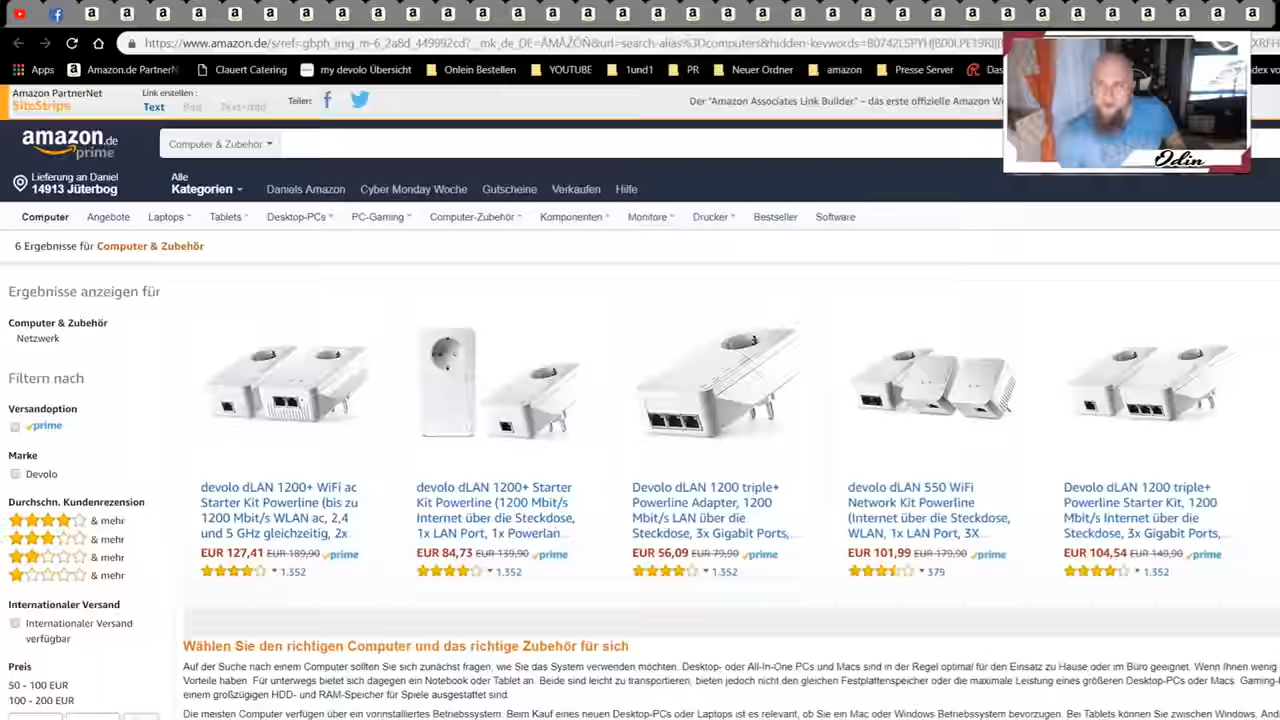 https://www.amazon.de/s/ref=gbph_img_m-6_2a8d_449992cd?
Apps Amazon.de PartnerN Clauert Catering my devolo Übersicht Onlein Bestellen YOUTUBE 1und1 PR Neuer Ordner amazon Presse Server Das
Amazon PartnerNet
SiteStripe
Link erstellen:
Text Text+Bild
Teilen:
Der "Amazon Associates Link Builder" – das erste offizielle Amazon
amazon.de
prime
Computer & Zubehör
Odin
Lieferung an Daniel
14913 Jüterbog
Alle
Kategorien
Daniels Amazon Cyber Monday Woche Gutscheine Verkaufen Hilfe
Computer Angebote Laptops Tablets Desktop-PCs PC-Gaming Computer-Zubehör Komponenten Monitore Drucker Bestseller Software
6 Ergebnisse für Computer & Zubehör
Ergebnisse anzeigen für
Computer & Zubehör
Netzwerk
Filtern nach
Versandoption
prime
Marke
Devolo
Durchschn. Kundenrezension
& mehr
& mehr
& mehr
& mehr
Internationaler Versand
Internationaler Versand
verfügbar
Preis
50 - 100 EUR
100 - 200 EUR
devolo dLAN 1200+ WiFi ac
Starter Kit Powerline (bis zu
1200 Mbit/s WLAN ac, 2,4
und 5 GHz gleichzeitig, 2x
EUR 127,41 EUR 189,90 prime
1.352
devolo dLAN 1200+ Starter
Kit Powerline (1200 Mbit/s
Internet über die Steckdose,
1x LAN Port, 1x Powerlan...
EUR 84,73 EUR 139,90 prime
1.352
Devolo dLAN 1200 triple+
Powerline Adapter, 1200
Mbit/s LAN über die
Steckdose, 3x Gigabit Ports,...
EUR 56,09 EUR 79,90 prime
1.352
devolo dLAN 550 WiFi
Network Kit Powerline
(Internet über die Steckdose,
WLAN, 1x LAN Port, 3X
EUR 101,99 EUR 179,90 prime
379
Devolo dLAN 1200 triple+
Powerline Starter Kit, 1200
Mbit/s Internet über die
Steckdose, 3x Gigabit Ports,...
EUR 104,54 EUR 149,90 prime
1.352
Wählen Sie den richtigen Computer und das richtige Zubehör für sich
Auf der Suche nach einem Computer sollten Sie sich zunächst fragen, wie Sie das System verwenden möchten. Desktop- oder All-In-One PCs und Macs sind in der Regel optimal für den Einsatz zu Hause oder im Büro geeignet. Wenn Ihnen wenig
Vorteile haben. Für unterwegs bietet sich dagegen ein Notebook oder Tablet an. Beide sind leicht zu transportieren, bieten jedoch nicht den gleichen Festplattenspeicher oder die maximale Leistung eines größeren Desktop-PCs oder Macs. Gaming-
einem großzügigen HDD- und RAM-Speicher für Spiele ausgestattet sind.
Die meisten Computer verfügen über ein vorinstalliertes Betriebssystem. Beim Kauf eines neuen Desktop-PCs oder Laptops ist es relevant, ob Sie ein Mac oder Windows Betriebssystem bevorzugen. Bei Tablets können Sie zwischen Windows, And